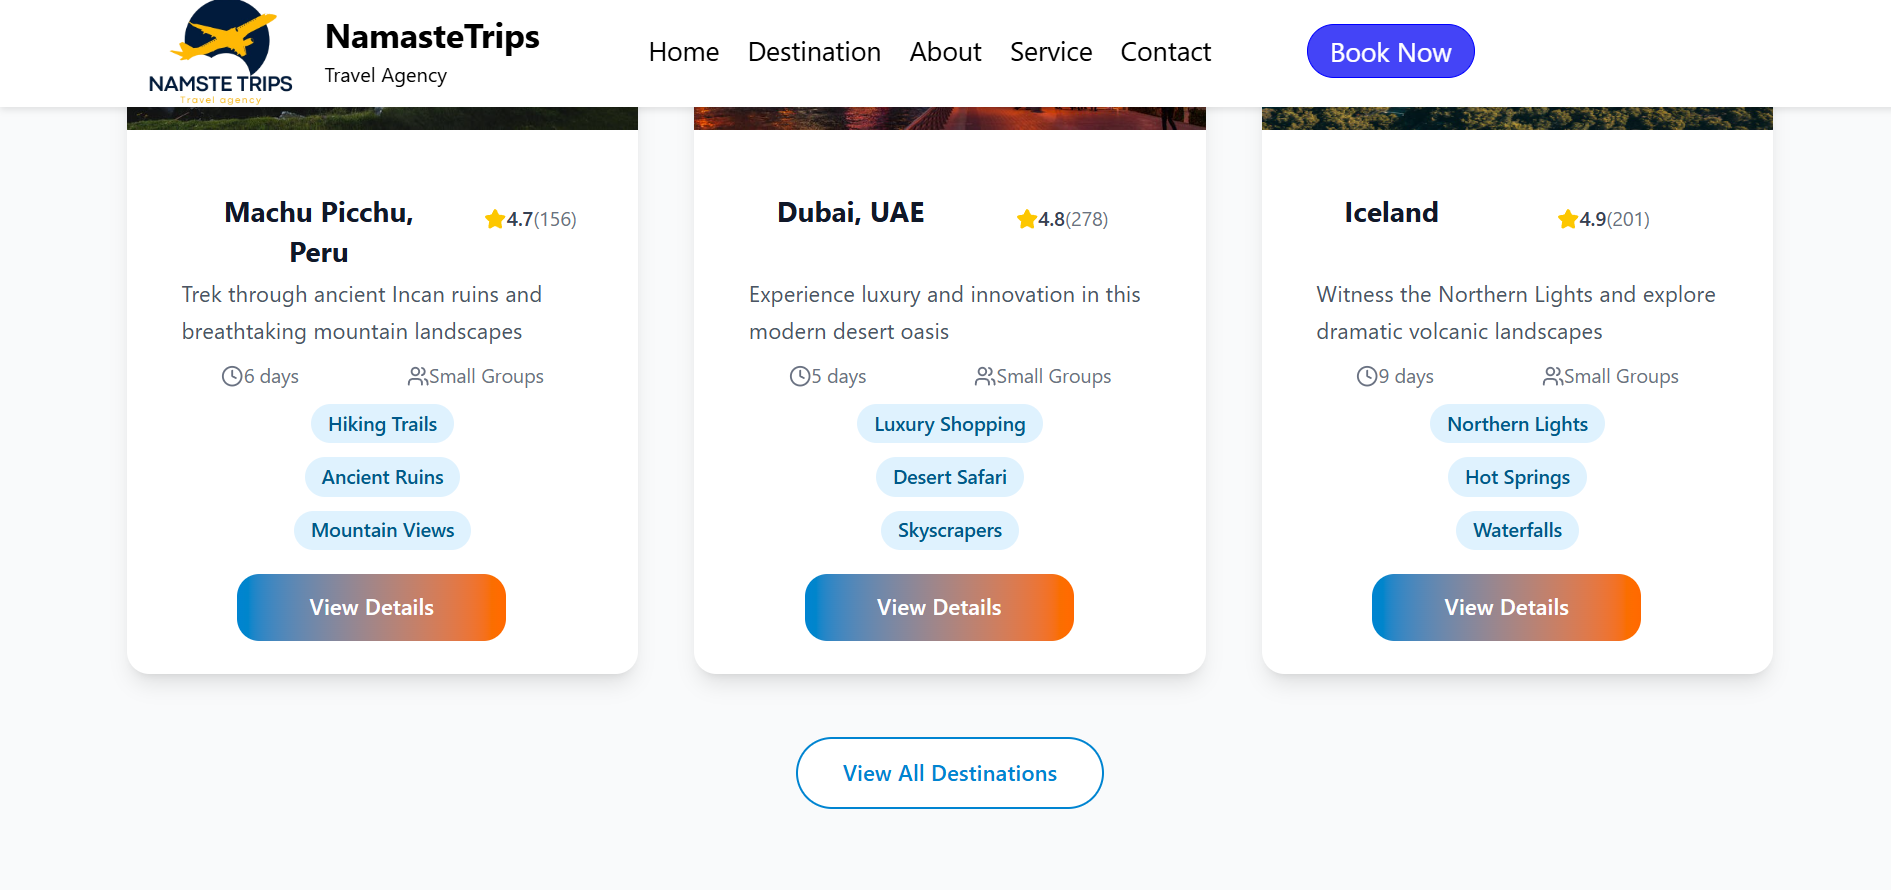 NAMSTE TRIPS
Travel agency
NamasteTrips
Travel Agency
Home Destination About Service Contact
Book Now
Machu Picchu,
Peru
4.7(156)
Trek through ancient Incan ruins and
breathtaking mountain landscapes
6 days Small Groups
Hiking Trails
Ancient Ruins
Mountain Views
View Details
Dubai, UAE
4.8(278)
Experience luxury and innovation in this
modern desert oasis
5 days Small Groups
Luxury Shopping
Desert Safari
Skyscrapers
View Details
Iceland
4.9(201)
Witness the Northern Lights and explore
dramatic volcanic landscapes
9 days Small Groups
Northern Lights
Hot Springs
Waterfalls
View Details
View All Destinations